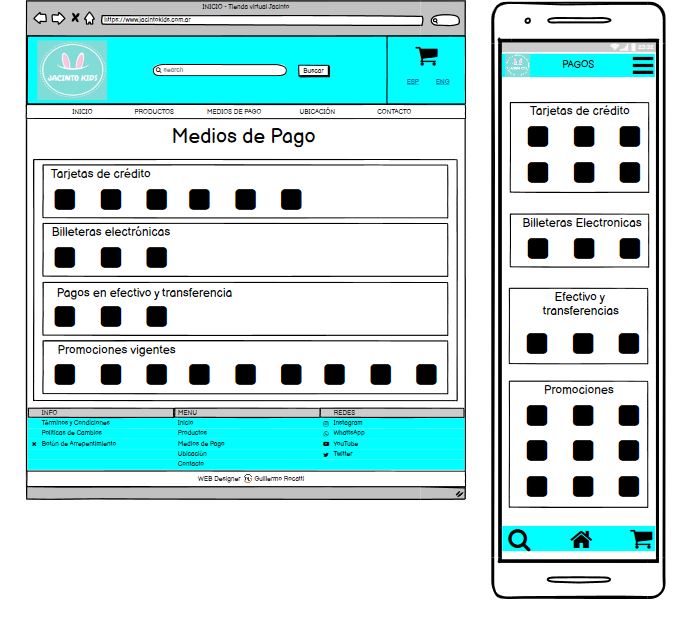 INICIO - Tienda virtual Jacinto
https://www.jacintokids.com.ar
JACINTO KIDS
search
Buscar
ESP ENG
INICIO PRODUCTOS MEDIOS DE PAGO UBICACIÓN CONTACTO
Medios de Pago
Tarjetas de crédito
Billeteras electrónicas
Pagos en efectivo y transferencia
Promociones vigentes
INFO MENU REDES
Términos y Condiciones Inicio Instagram
Políticas de Cambios Productos WhatsApp
Botón de Arrepentimiento Medios de Pago YouTube
Ubicación Twitter
Contacto
WEB Designer Guillermo Rocatti
PAGOS
Tarjetas de crédito
Billeteras Electronicas
Efectivo y
transferencias
Promociones